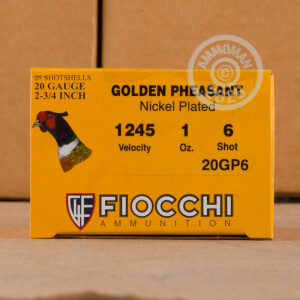 25 SHOTSHELLS
20 GAUGE
2-3/4 INCH
GOLDEN PHEASANT
Nickel Plated
1245 1 6
Velocity Oz. Shot
20GP6
FIOCCHI
AMMUNITION
AMMOMAN